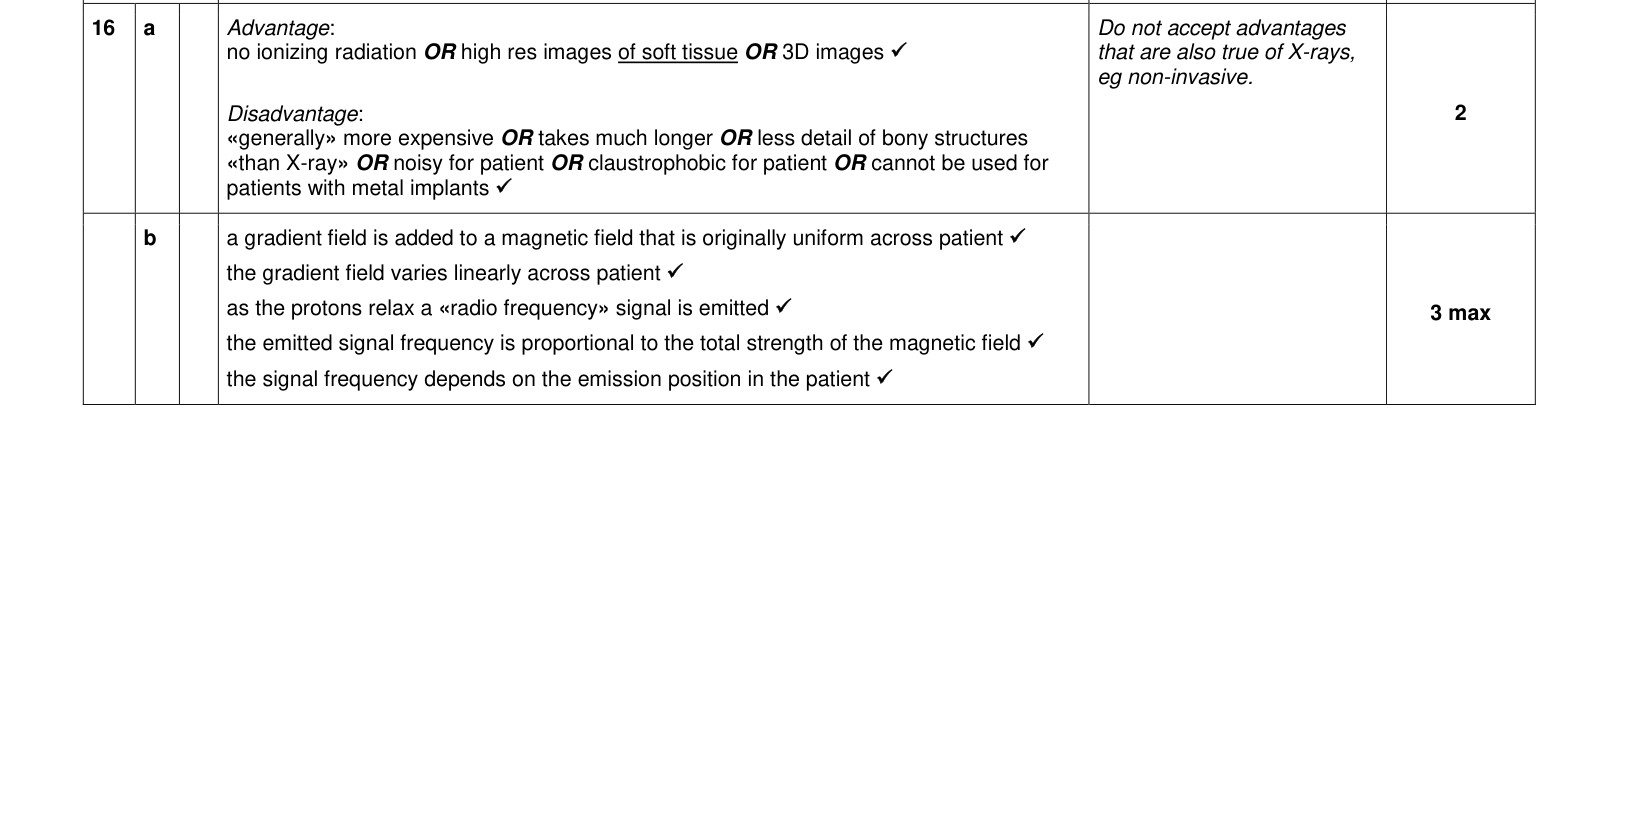 16 a Advantage: Do not accept advantages
no ionizing radiation OR high res images of soft tissue OR 3D images ✓ that are also true of X-rays,
eg non-invasive.
Disadvantage: 2
«generally» more expensive OR takes much longer OR less detail of bony structures
«than X-ray» OR noisy for patient OR claustrophobic for patient OR cannot be used for
patients with metal implants ✓
b a gradient field is added to a magnetic field that is originally uniform across patient ✓
the gradient field varies linearly across patient ✓
as the protons relax a «radio frequency» signal is emitted ✓ 3 max
the emitted signal frequency is proportional to the total strength of the magnetic field ✓
the signal frequency depends on the emission position in the patient ✓